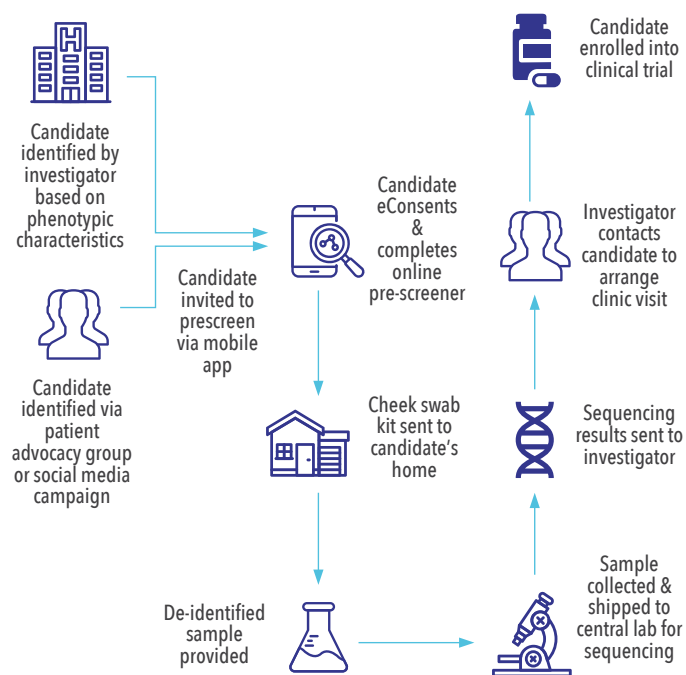 Candidate
identified by
investigator
based on
phenotypic
characteristics
Candidate
identified via
patient
advocacy group
or social media
campaign
Candidate
invited to
prescreen
via mobile
app
Candidate
eConsents
&
completes
online
pre-screener
Cheek swab
kit sent to
candidate's
home
De-identified
sample
provided
Sample
collected &
shipped to
central lab for
sequencing
Sequencing
results sent to
investigator
Investigator
contacts
candidate to
arrange
clinic visit
Candidate
enrolled into
clinical trial